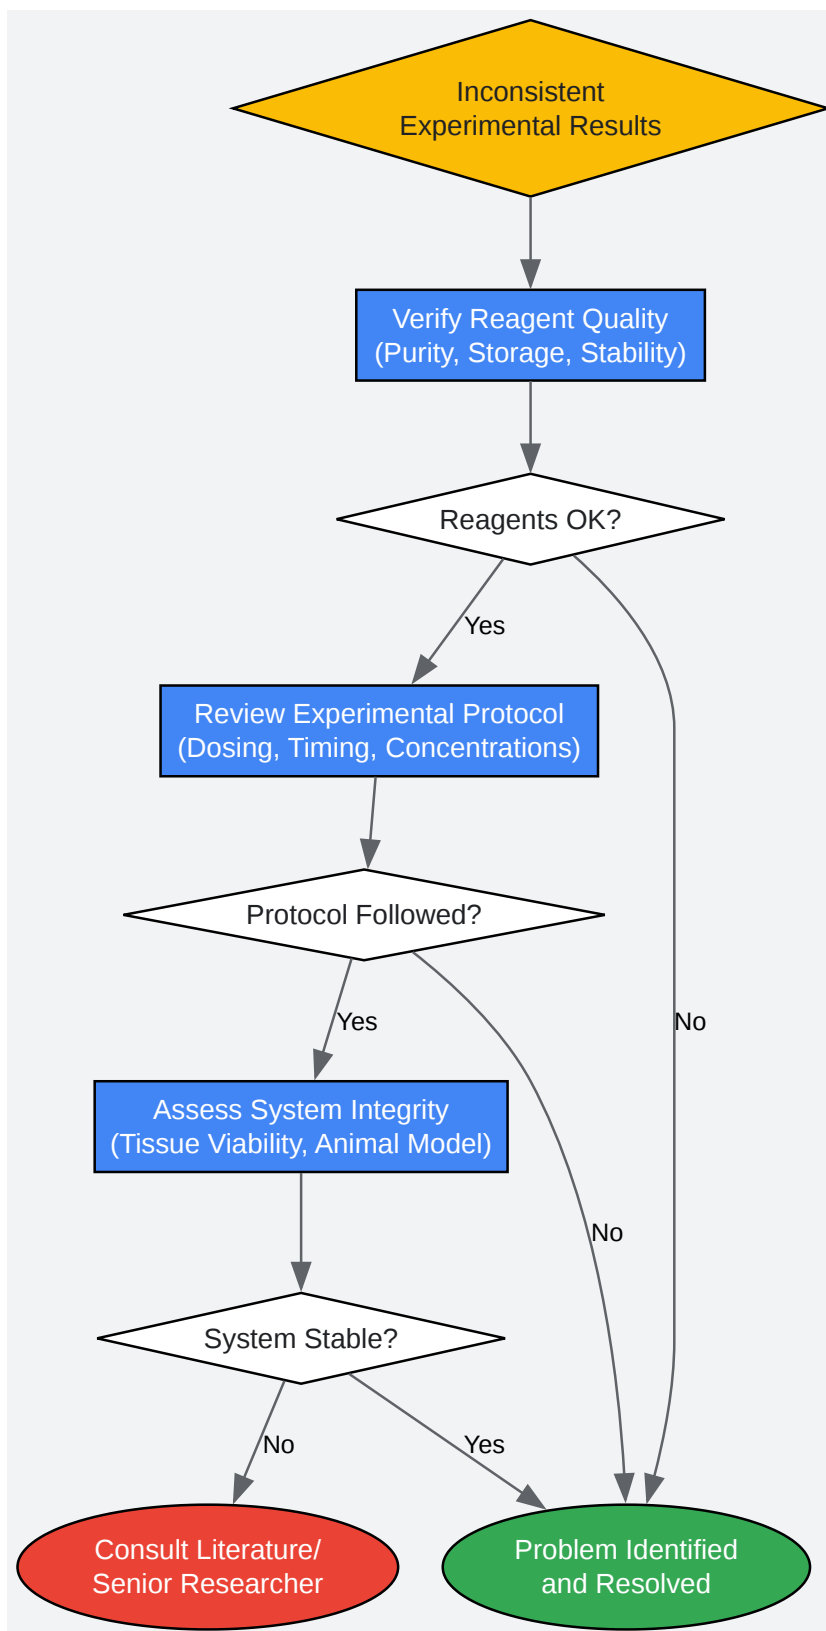 Inconsistent
Experimental Results
Verify Reagent Quality
(Purity, Storage, Stability)
Reagents OK?
Yes
Review Experimental Protocol
(Dosing, Timing, Concentrations)
Protocol Followed?
Yes
No
Assess System Integrity
(Tissue Viability, Animal Model)
No
System Stable?
No
Yes
Consult Literature/
Senior Researcher
Problem Identified
and Resolved